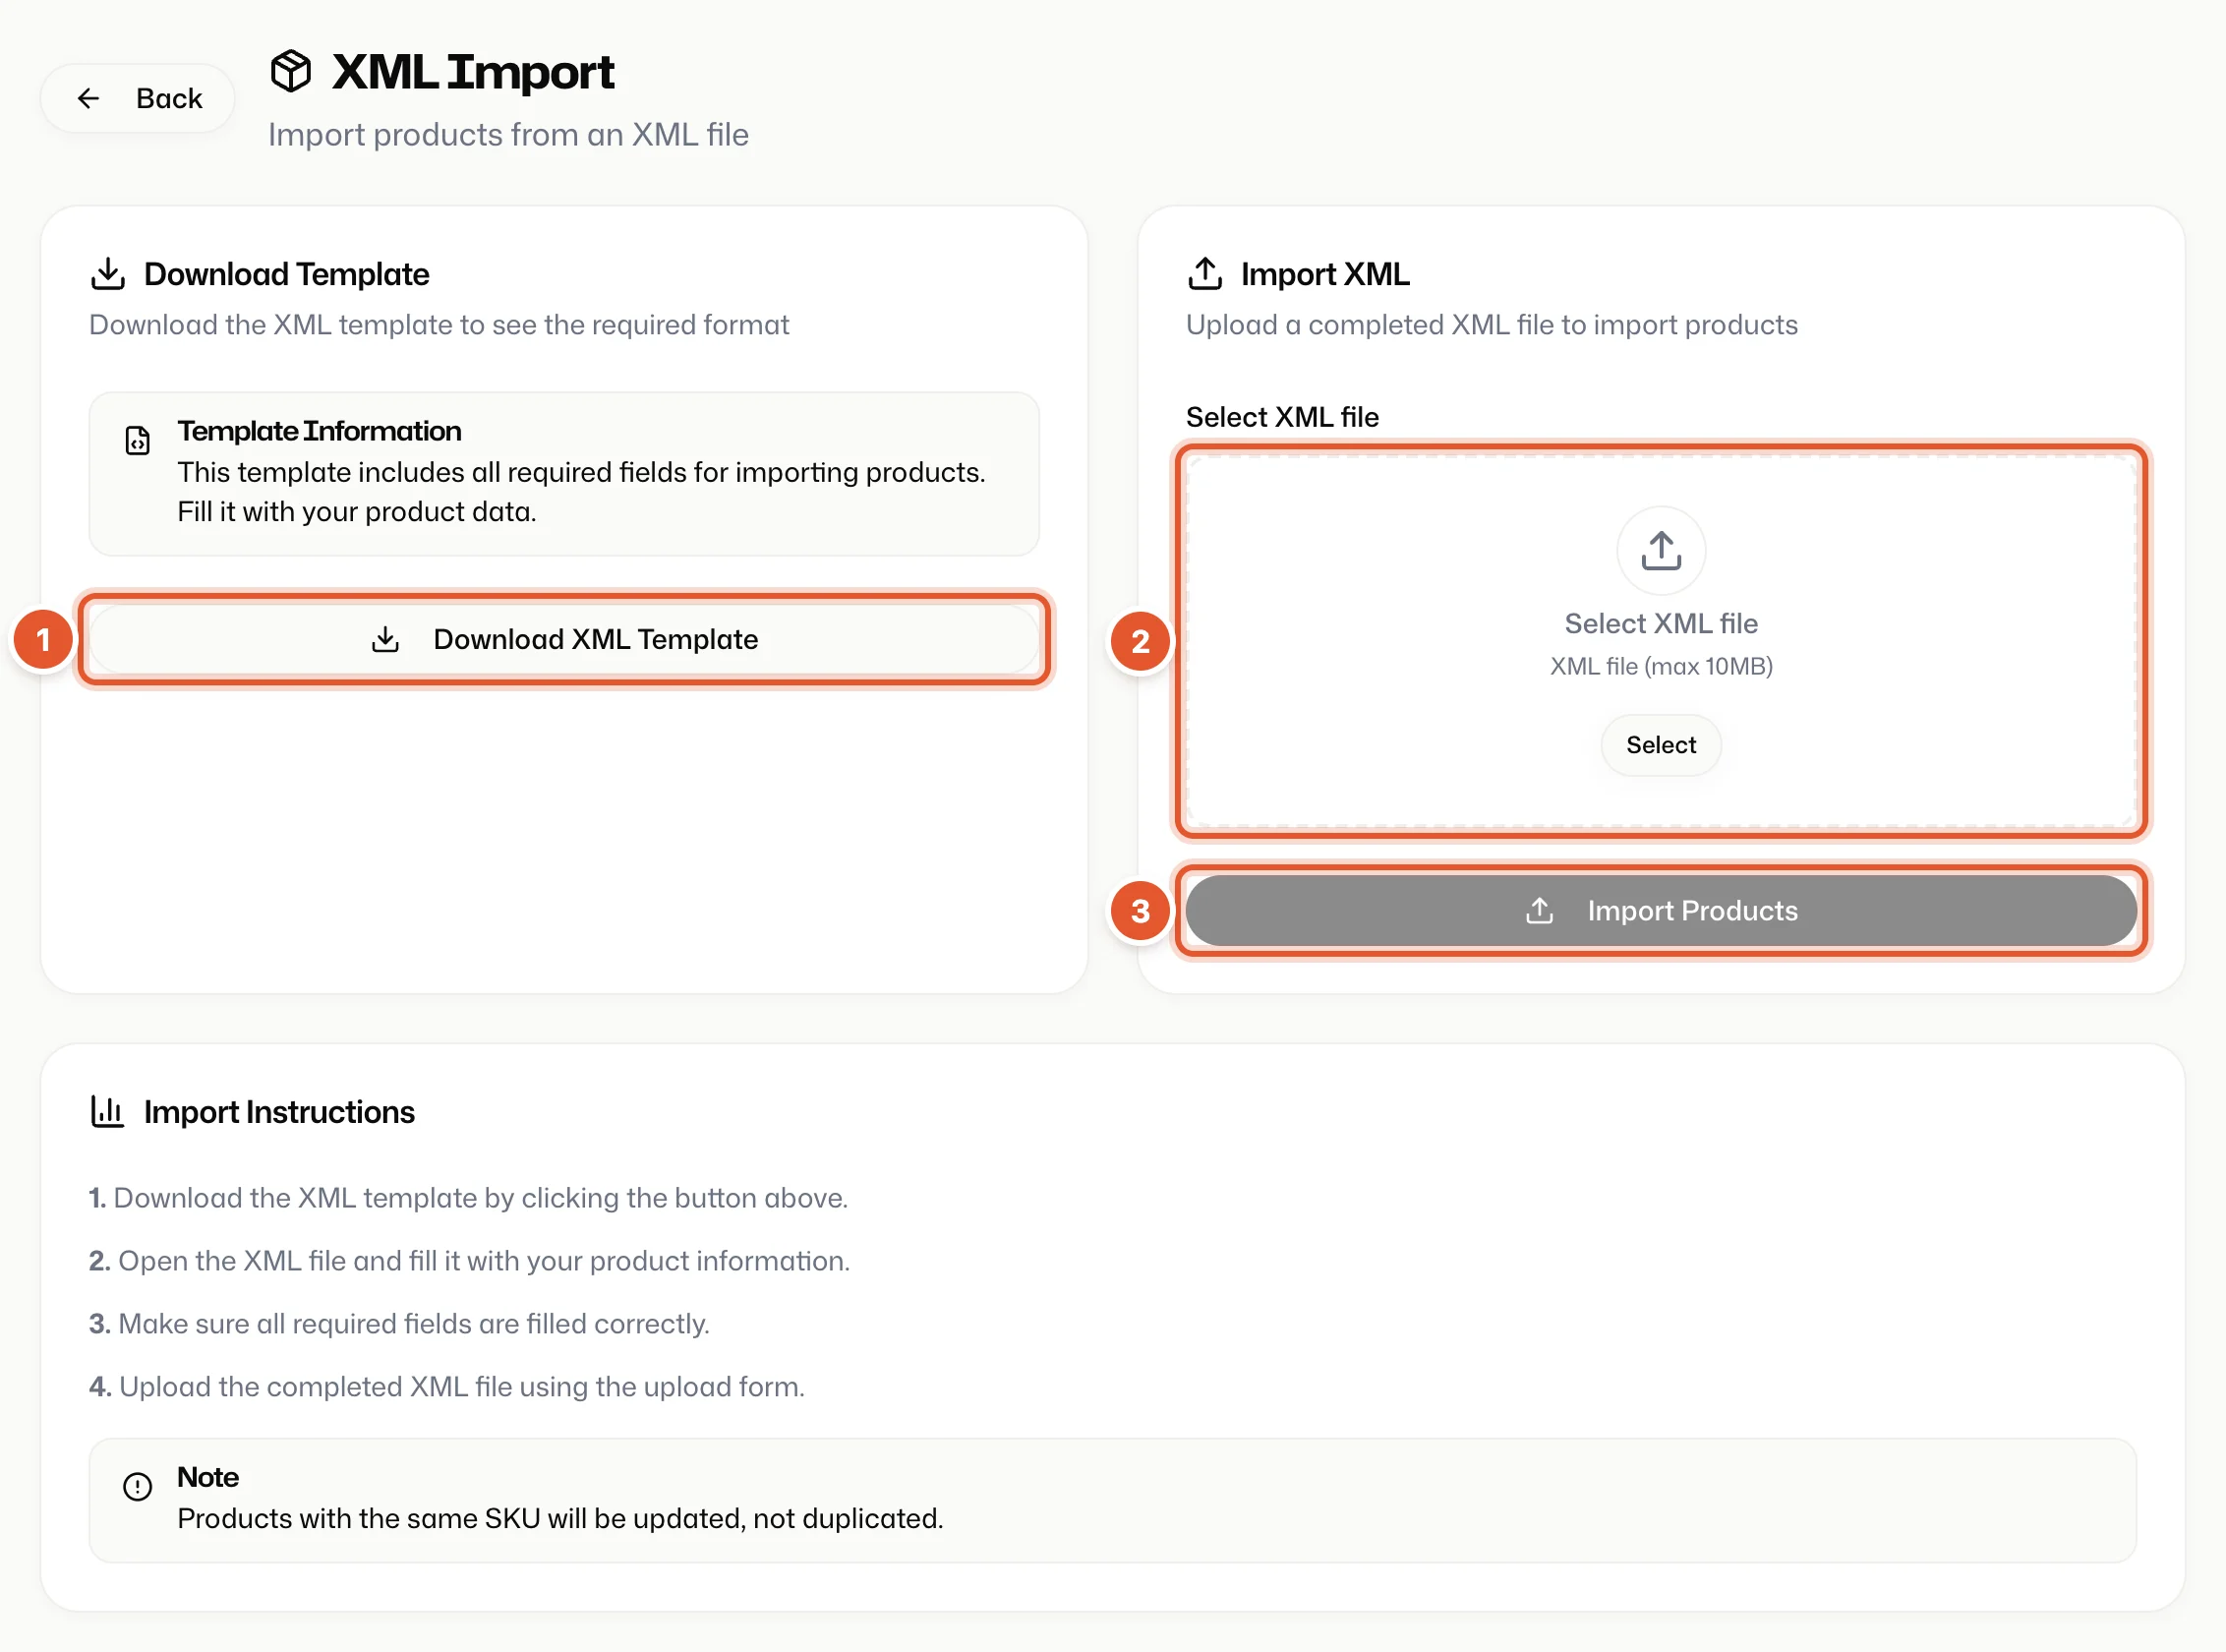 Back
XML Import
Import products from an XML file
Download Template
Download the XML template to see the required format
Template Information
This template includes all required fields for importing products.
Fill it with your product data.
1
Download XML Template
Import XML
Upload a completed XML file to import products
Select XML file
2
Select XML file
XML file (max 10MB)
Select
3
Import Products
Import Instructions
1. Download the XML template by clicking the button above.
2. Open the XML file and fill it with your product information.
3. Make sure all required fields are filled correctly.
4. Upload the completed XML file using the upload form.
Note
Products with the same SKU will be updated, not duplicated.